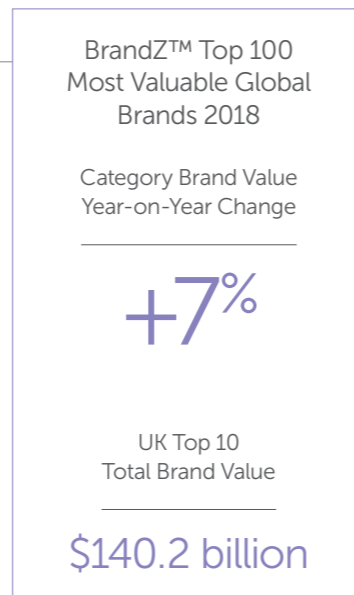 BrandZ™ Top 100
Most Valuable Global
Brands 2018
Category Brand Value
Year-on-Year Change
+7%
UK Top 10
Total Brand Value
$140.2 billion